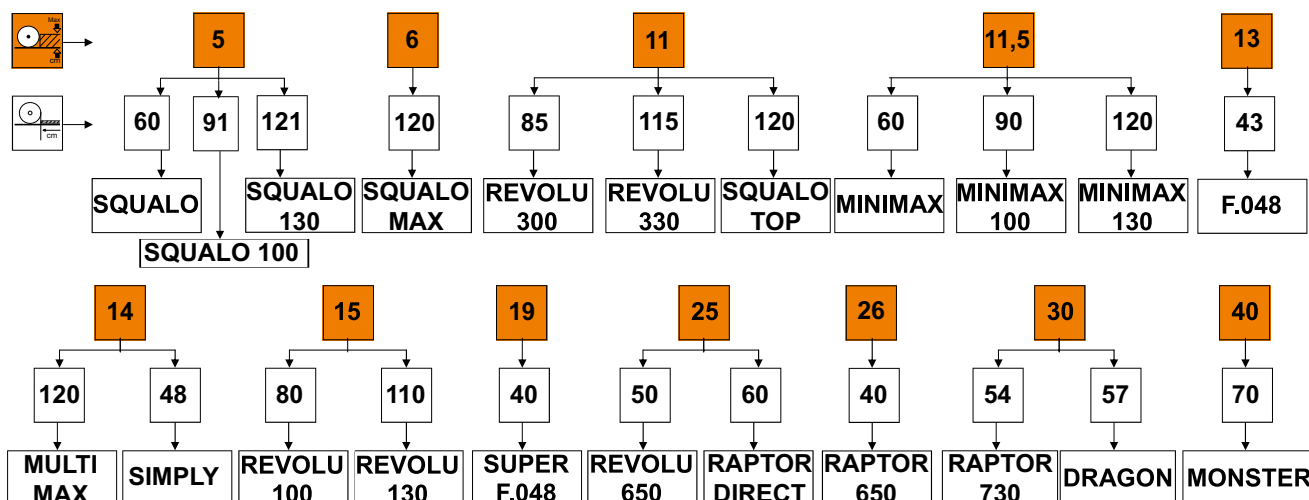 Max
cm
5
6
11
11,5
13
cm
60
91
121
120
85
115
120
60
90
120
43
SQUALO
SQUALO
130
SQUALO
MAX
REVOLU
300
REVOLU
330
SQUALO
TOP
MINIMAX
MINIMAX
100
MINIMAX
130
F.048
SQUALO 100
14
15
19
25
26
30
40
120
48
80
110
40
50
60
40
54
57
70
MULTI
MAX
SIMPLY
REVOLU
100
REVOLU
130
SUPER
F.048
REVOLU
650
RAPTOR
DIRECT
RAPTOR
650
RAPTOR
730
DRAGON
MONSTER